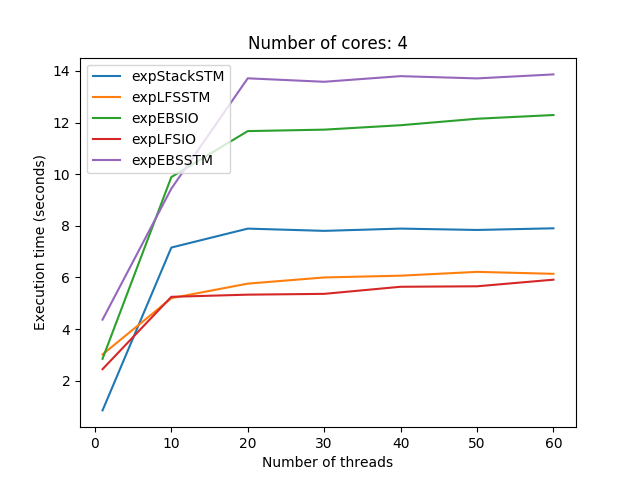 Number of cores: 4
expStackSTM
expLFSSTM
expEBSIO
expLFSIO
expEBSSTM
Execution time (seconds)
14
12
10
8
6
4
2
0 10 20 30 40 50 60
Number of threads